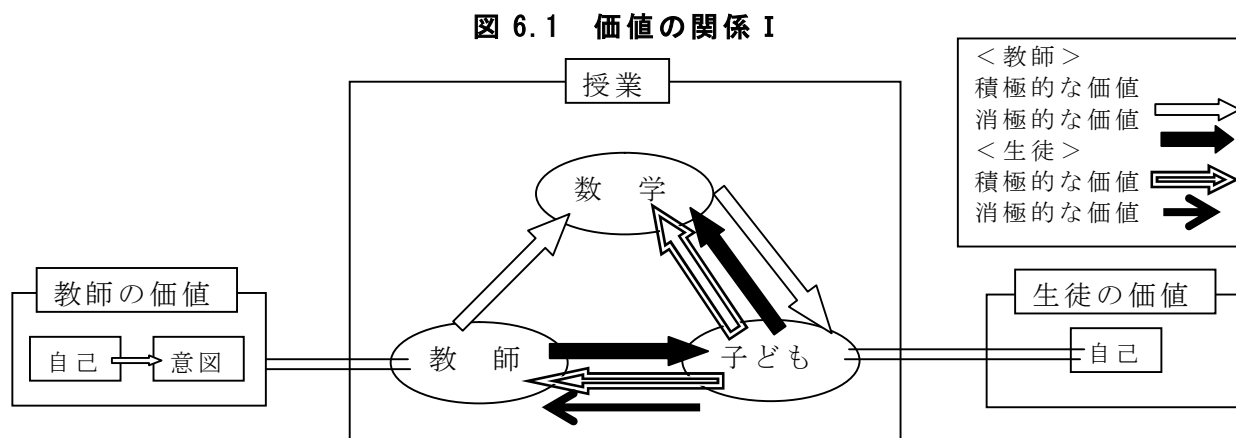 図 6.1　価値の関係 I
授業
＜教師＞
積極的な価値
消極的な価値
＜生徒＞
積極的な価値
消極的な価値
数　学
教師の価値
自己
意図
教　師
子ども
生徒の価値
自己